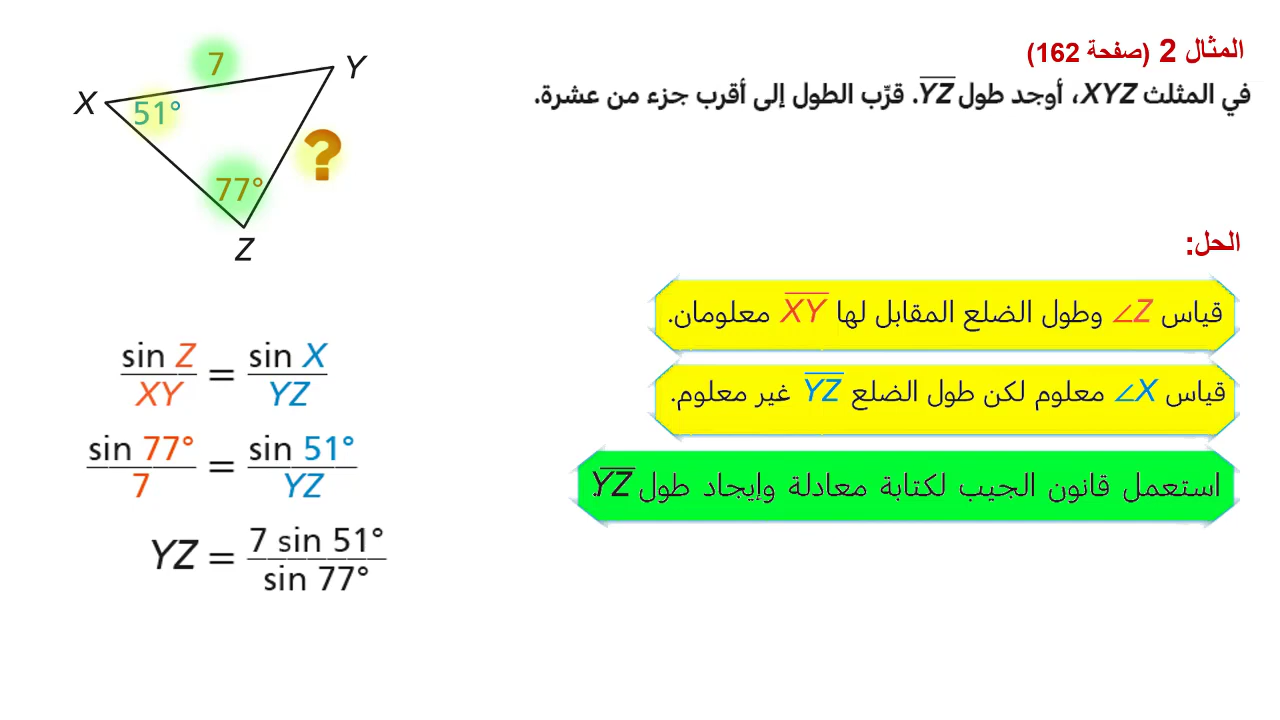 المثال 2 (صفحة 162)
في المثلث XYZ، أوجد طول YZ. قرِّب الطول إلى أقرب جزء من عشرة.
7
Y
X
51°
?
77°
Z
الحل:
قياس ∠Z وطول الضلع المقابل لها XY معلومان.
قياس ∠X معلوم لكن طول الضلع YZ غير معلوم.
استعمل قانون الجيب لكتابة معادلة وإيجاد طول YZ.
sin Z / XY = sin X / YZ
sin 77° / 7 = sin 51° / YZ
YZ = 7 sin 51° / sin 77°